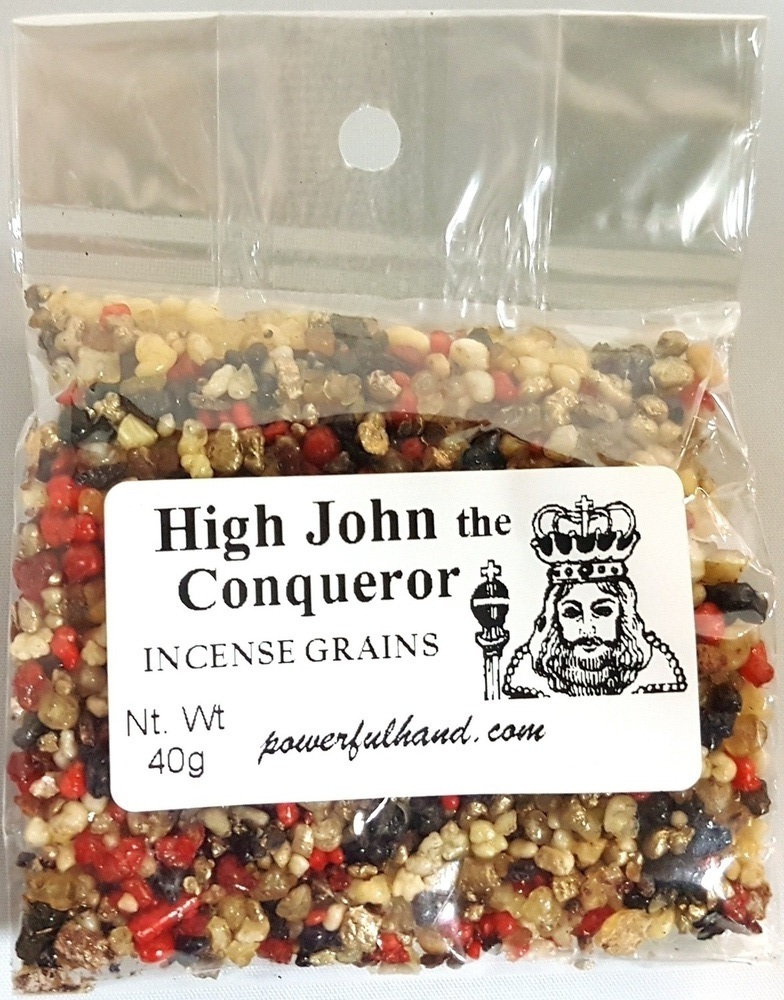 High John the
Conqueror
INCENSE GRAINS
Nt. Wt
40g
powerfulhand.com